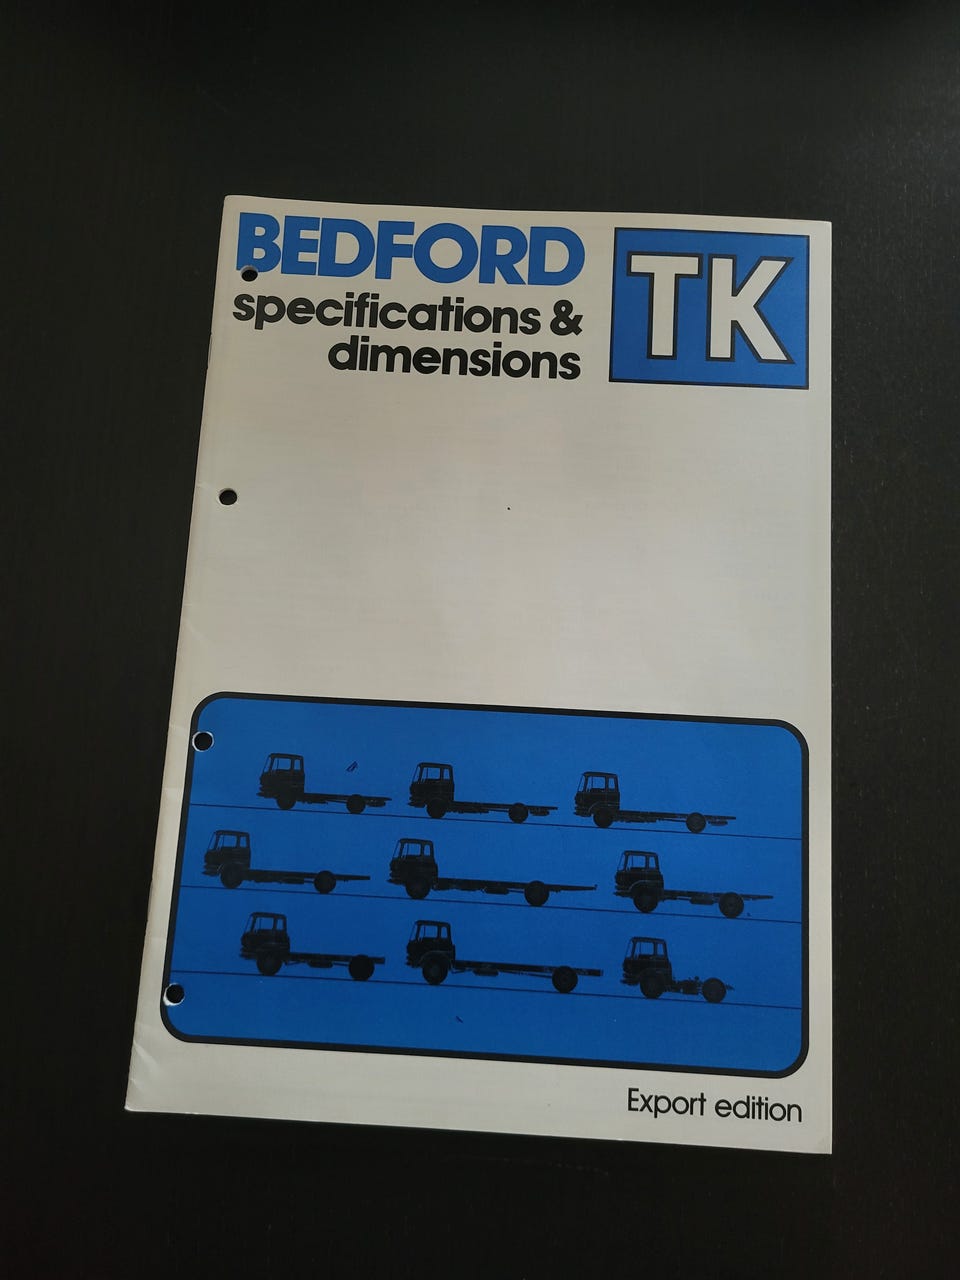 BEDFORD
specifications &
dimensions
TK
Export edition